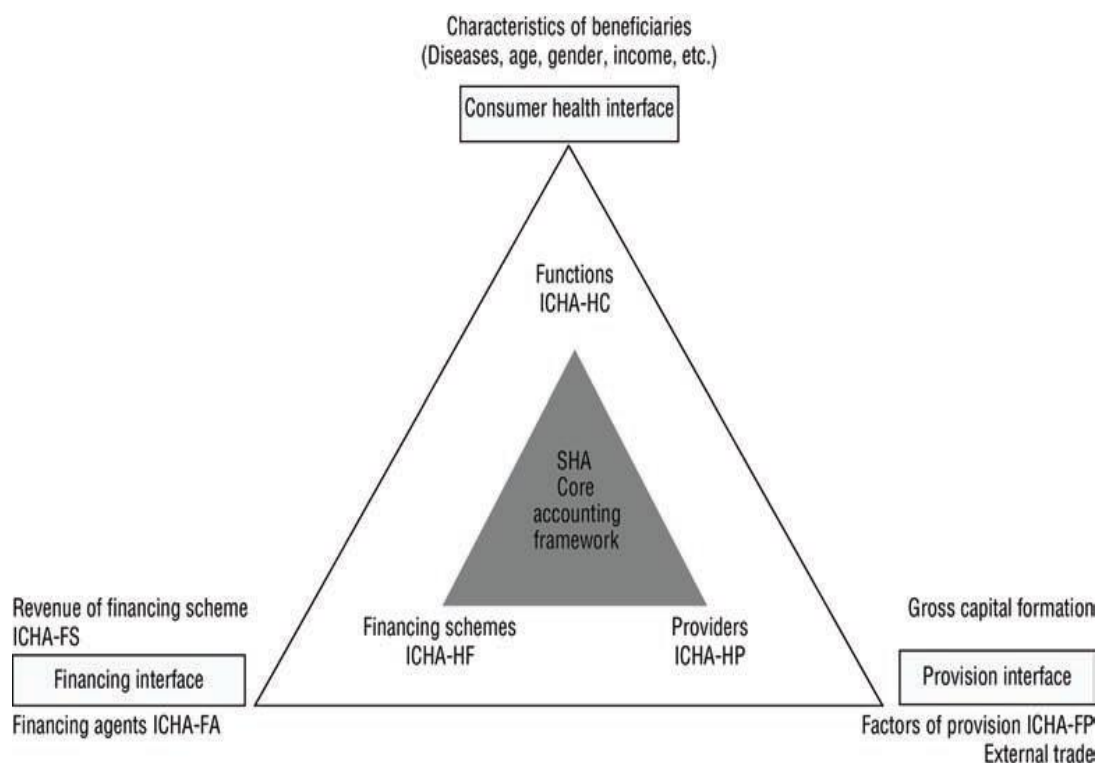 Characteristics of beneficiaries
(Diseases, age, gender, income, etc.)
Consumer health interface
Functions
ICHA-HC
SHA
Core
accounting
framework
Financing schemes
ICHA-HF
Providers
ICHA-HP
Revenue of financing scheme
ICHA-FS
Financing interface
Financing agents ICHA-FA
Gross capital formation
Provision interface
Factors of provision ICHA-FP
External trade